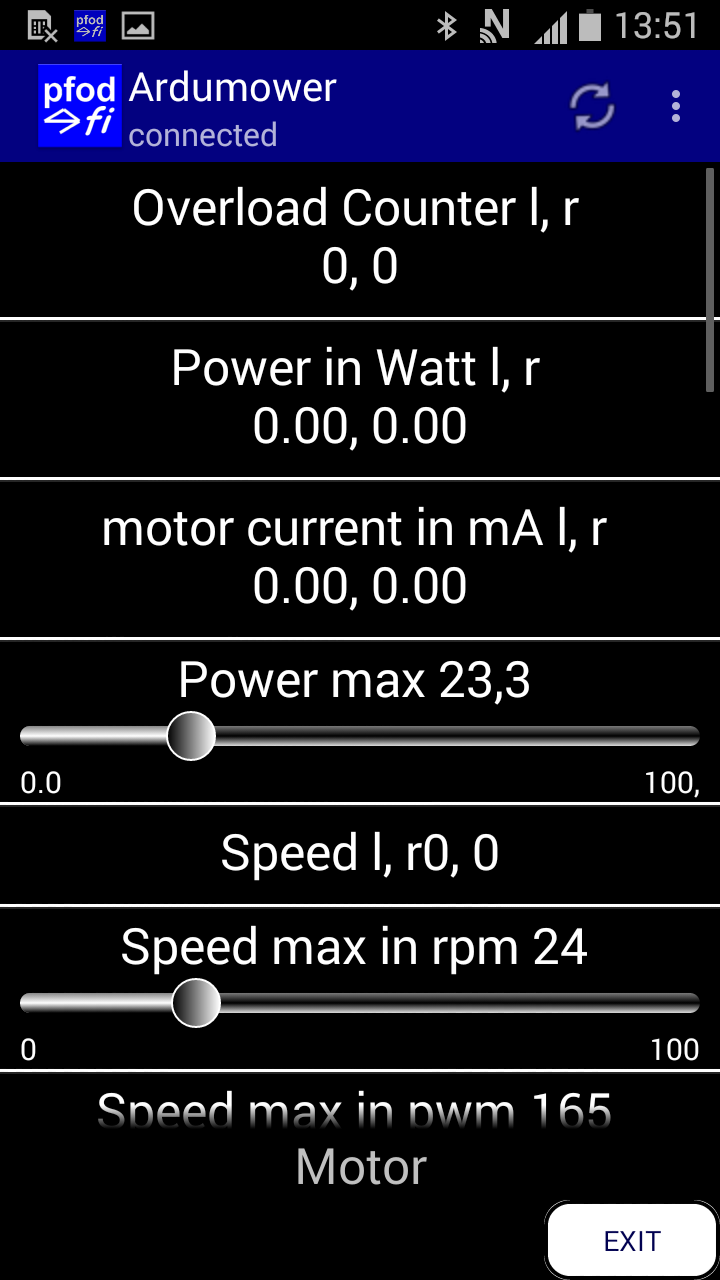 13:51
pfod
fi
Ardumower
connected
Overload Counter l, r
0, 0
Power in Watt l, r
0.00, 0.00
motor current in mA l, r
0.00, 0.00
Power max 23,3
0.0 100,
Speed l, r0, 0
Speed max in rpm 24
0 100
Speed max in pwm 165
Motor
EXIT